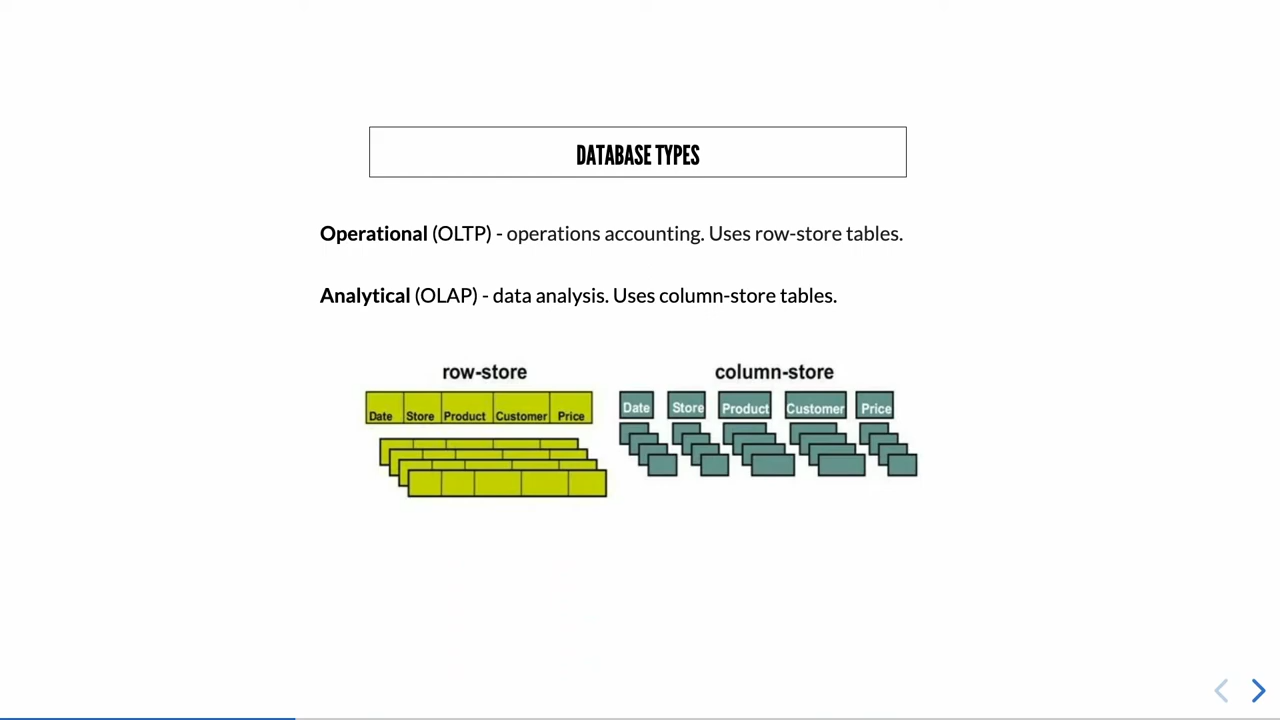 DATABASE TYPES
Operational (OLTP) - operations accounting. Uses row-store tables.
Analytical (OLAP) - data analysis. Uses column-store tables.
row-store
Date Store Product Customer Price
column-store
Date Store Product Customer Price